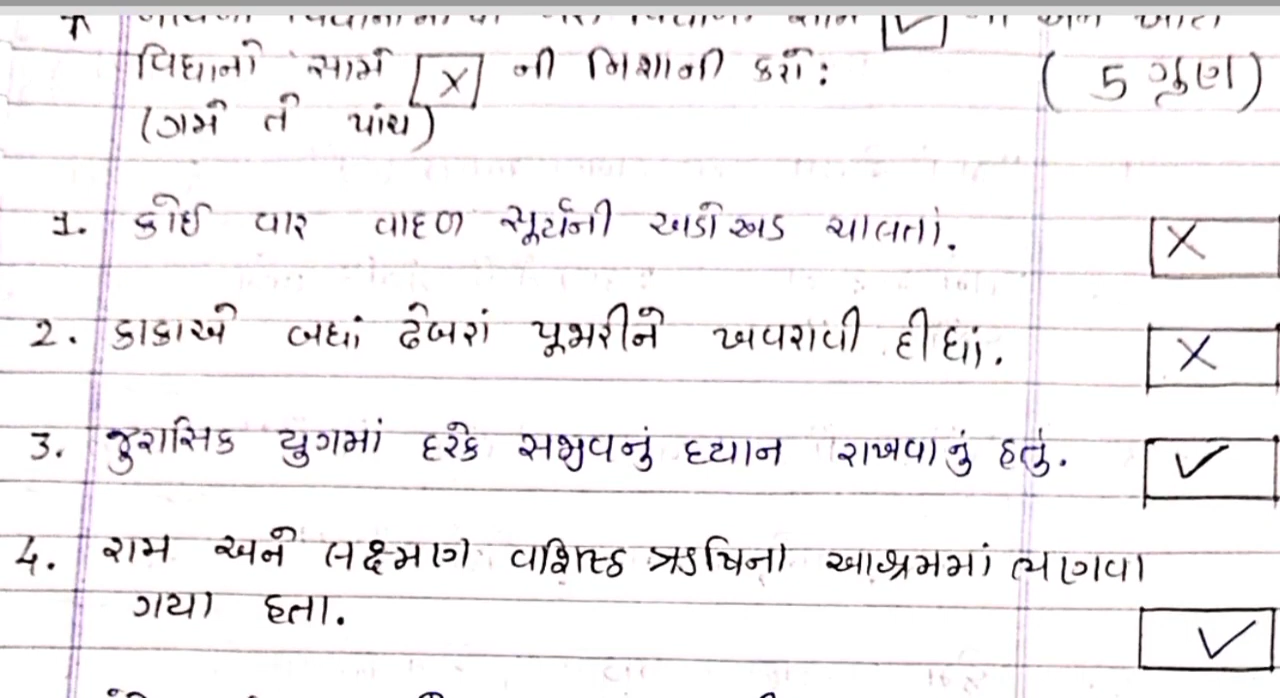 વિધાનો સામે [X] ની નિશાની કરો: (5 ગુણ)
(ગમે તે પાંચ)
1. કોઈ વાર વાદળ સૂર્યની અડોઅડ ચાલતાં. X
2. કાકાએ બધાં ઢેબરાં પૂમરીને ખવરાવી દીધાં. X
3. જુરાસિક યુગમાં દરેક સજીવનું ધ્યાન રાખવાનું હતું. ✓
4. રામ અને લક્ષ્મણ વશિષ્ઠ ઋષિના આશ્રમમાં ભણવા
ગયા હતા. ✓